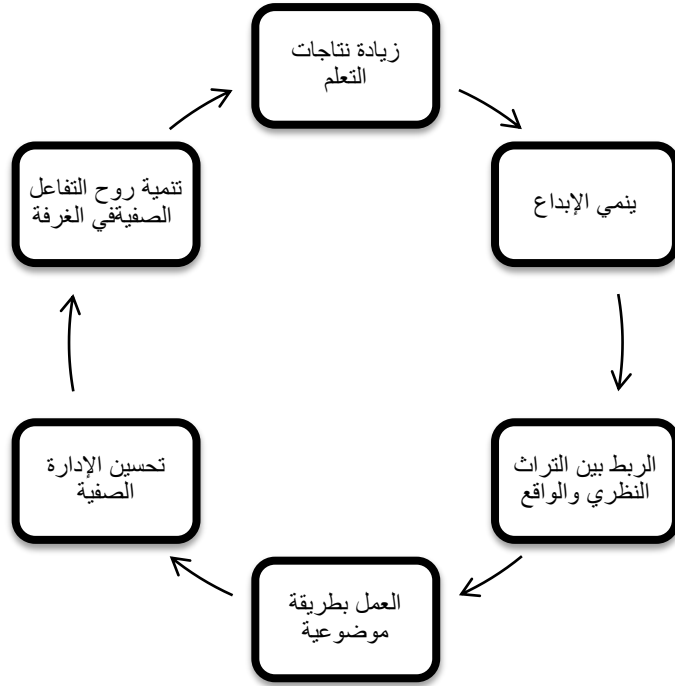 زيادة نتاجات
التعلم
ينمي الإبداع
الربط بين التراث
النظري والواقع
العمل بطريقة
موضوعية
تحسين الإدارة
الصفية
تنمية روح التفاعل
الصفيةفي الغرفة